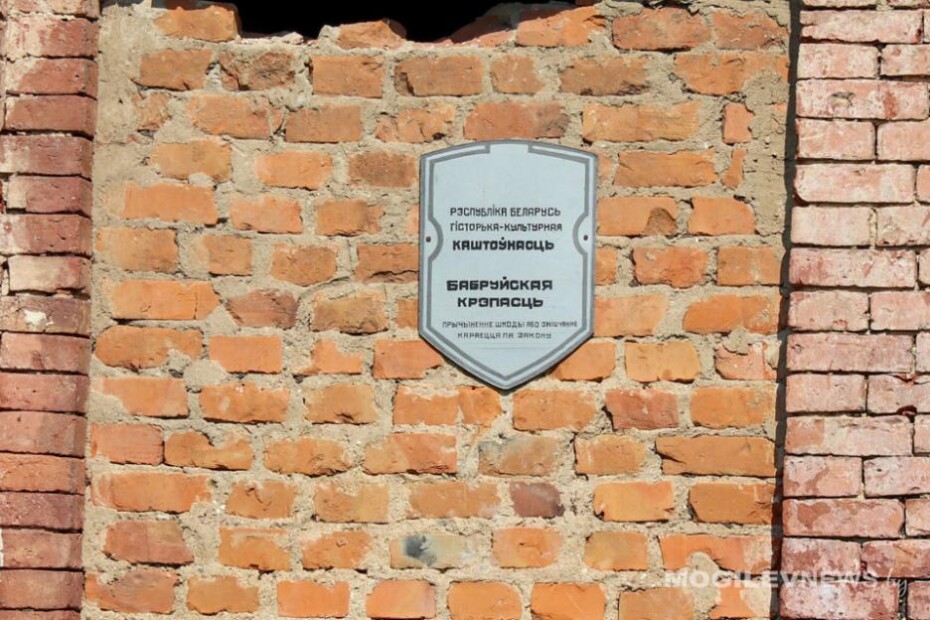 РЭСПУБЛІКА БЕЛАРУСЬ
ГІСТОРЫКА-КУЛЬТУРНАЯ
КАШТОЎНАСЦЬ
БАБРУЙСКАЯ
КРЭПАСЦЬ
ПРЫЧЫНЕННЕ ШКОДЫ АБО ЗНІШЧЭННЕ
КАРАЕЦЦА ПА ЗАКОНУ
MOGILEVNEWS.by